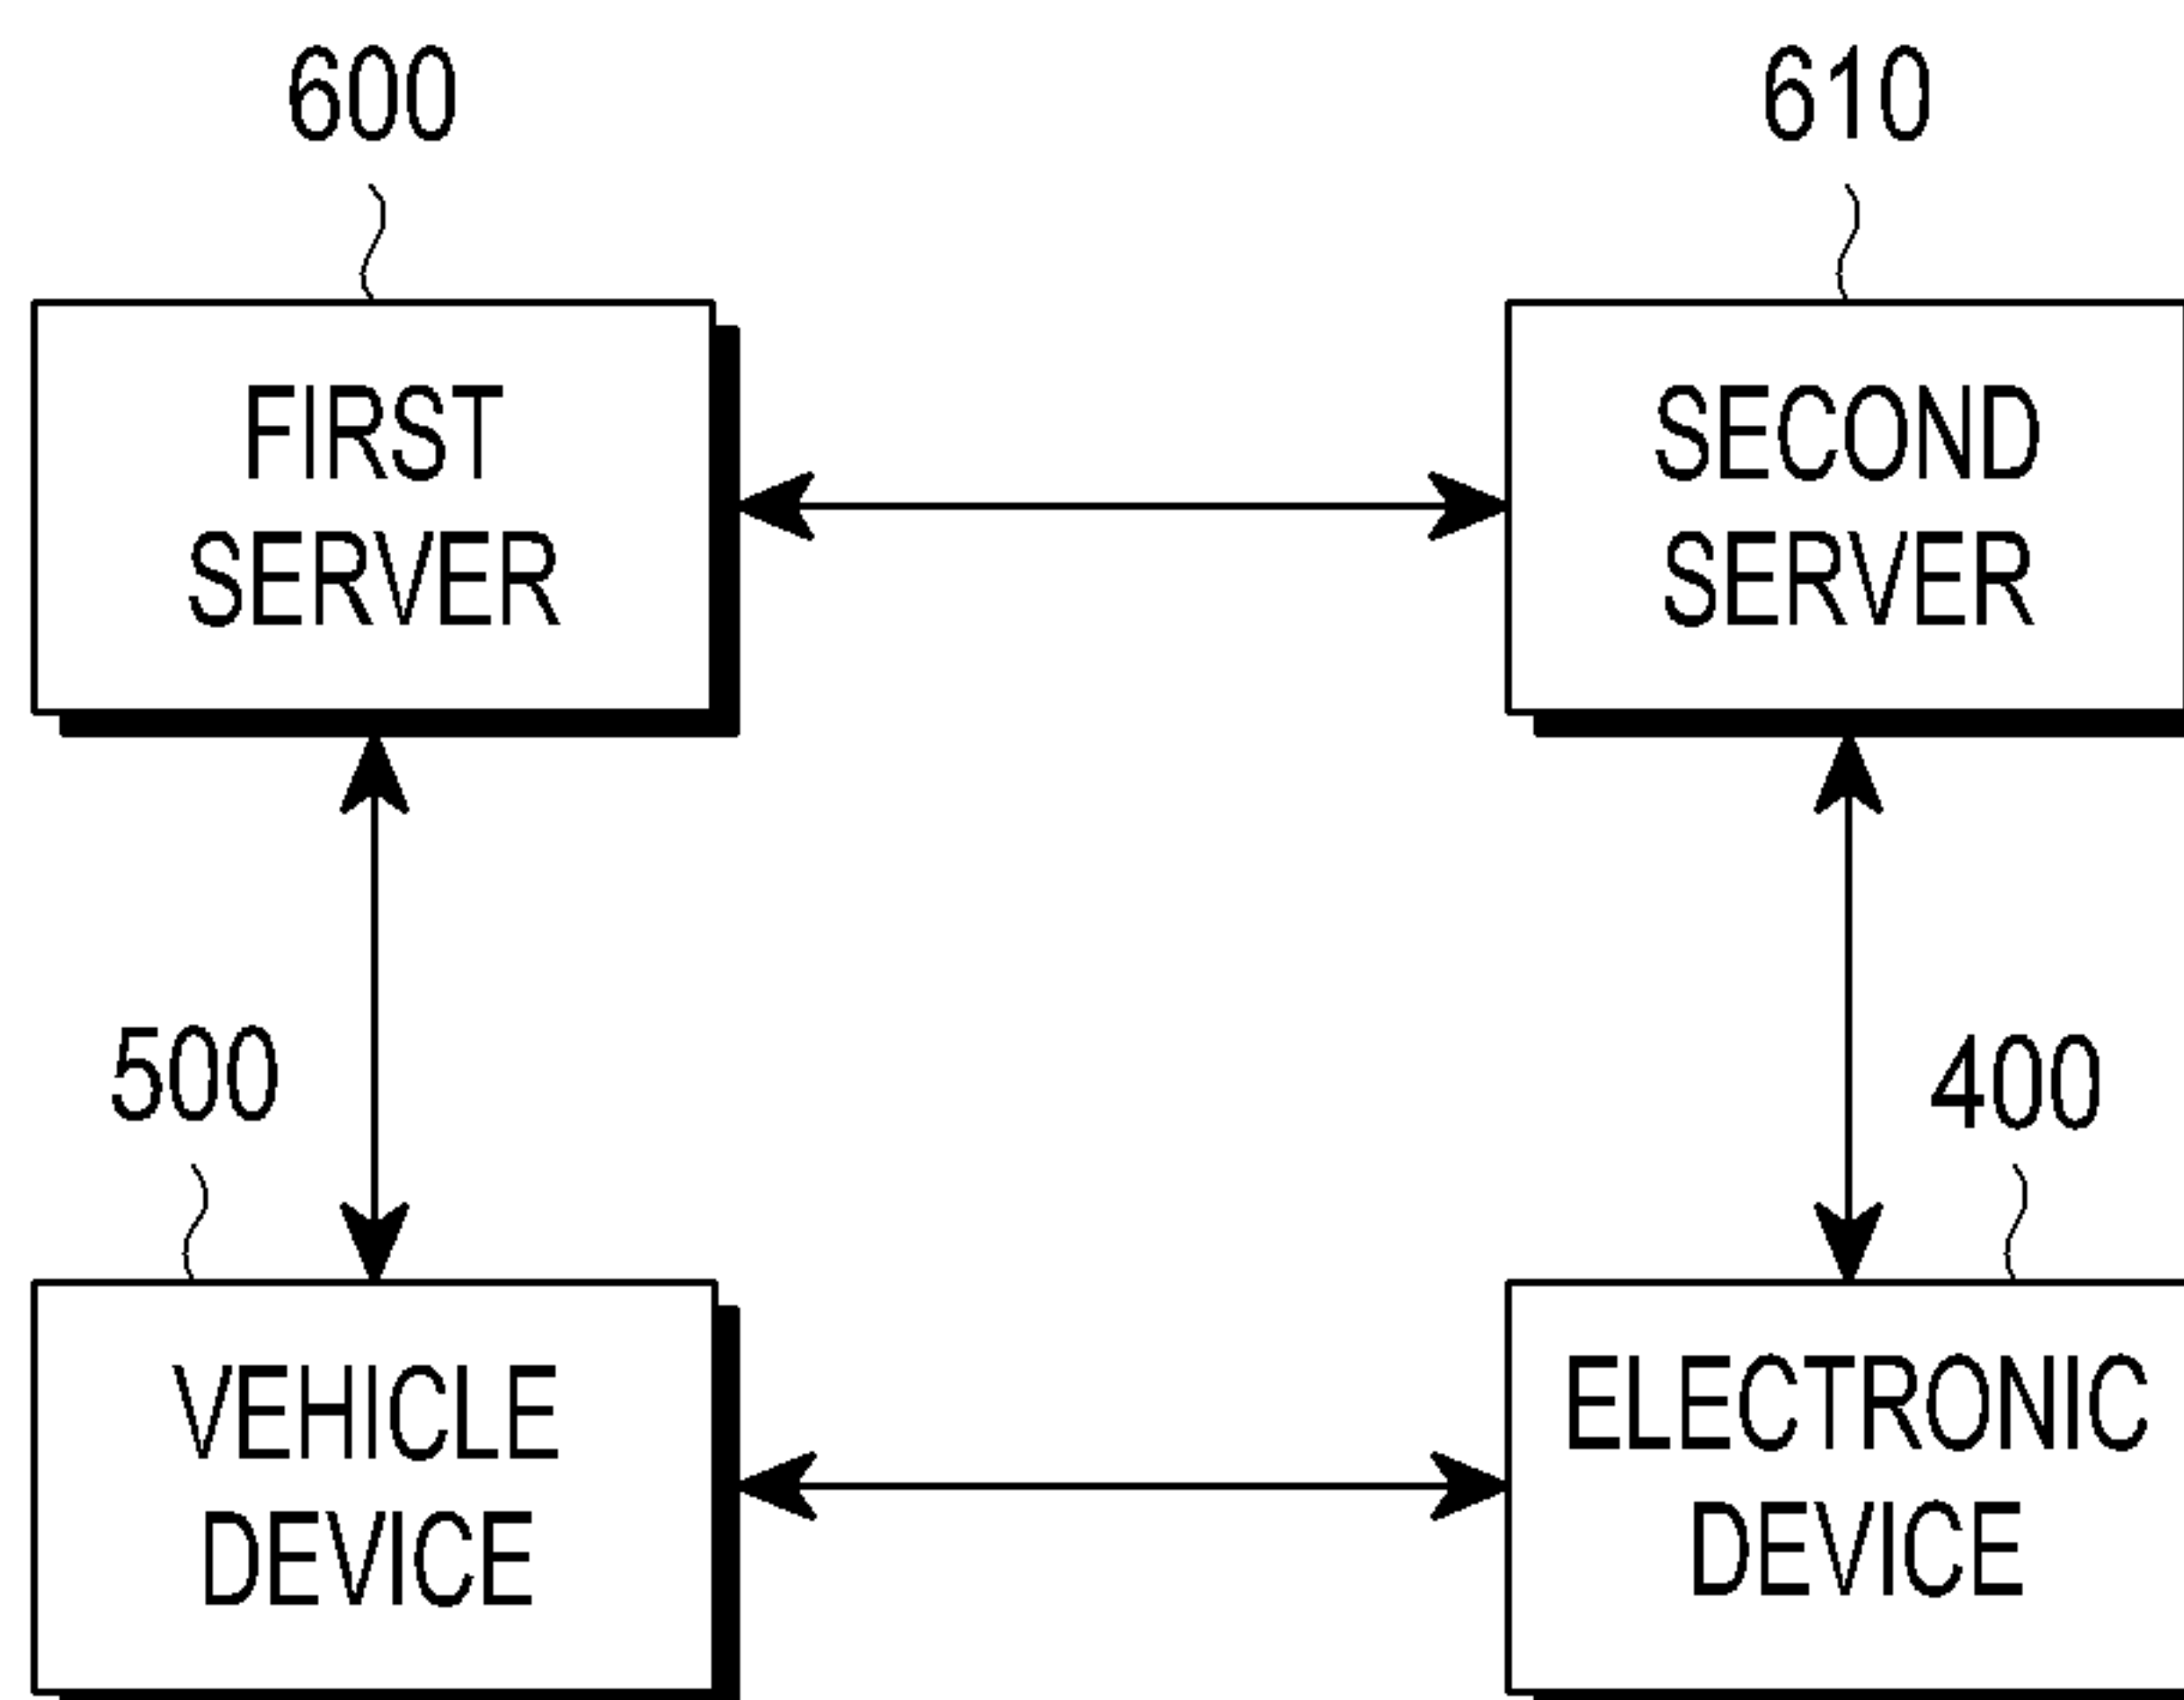 600
610
FIRST
SERVER
SECOND
SERVER
500
400
VEHICLE
DEVICE
ELECTRONIC
DEVICE